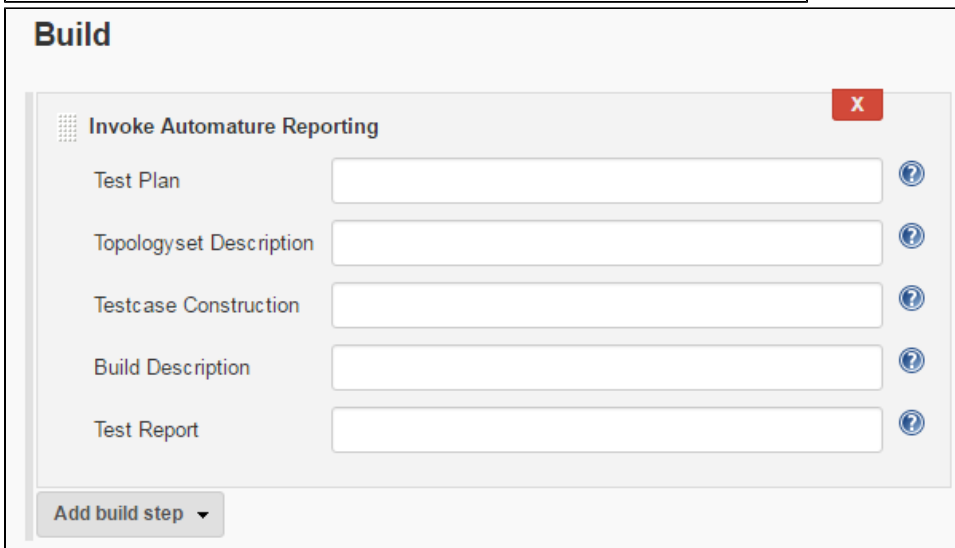 Build
X
Invoke Automature Reporting
Test Plan
?
Topologyset Description
?
Testcase Construction
?
Build Description
?
Test Report
?
Add build step